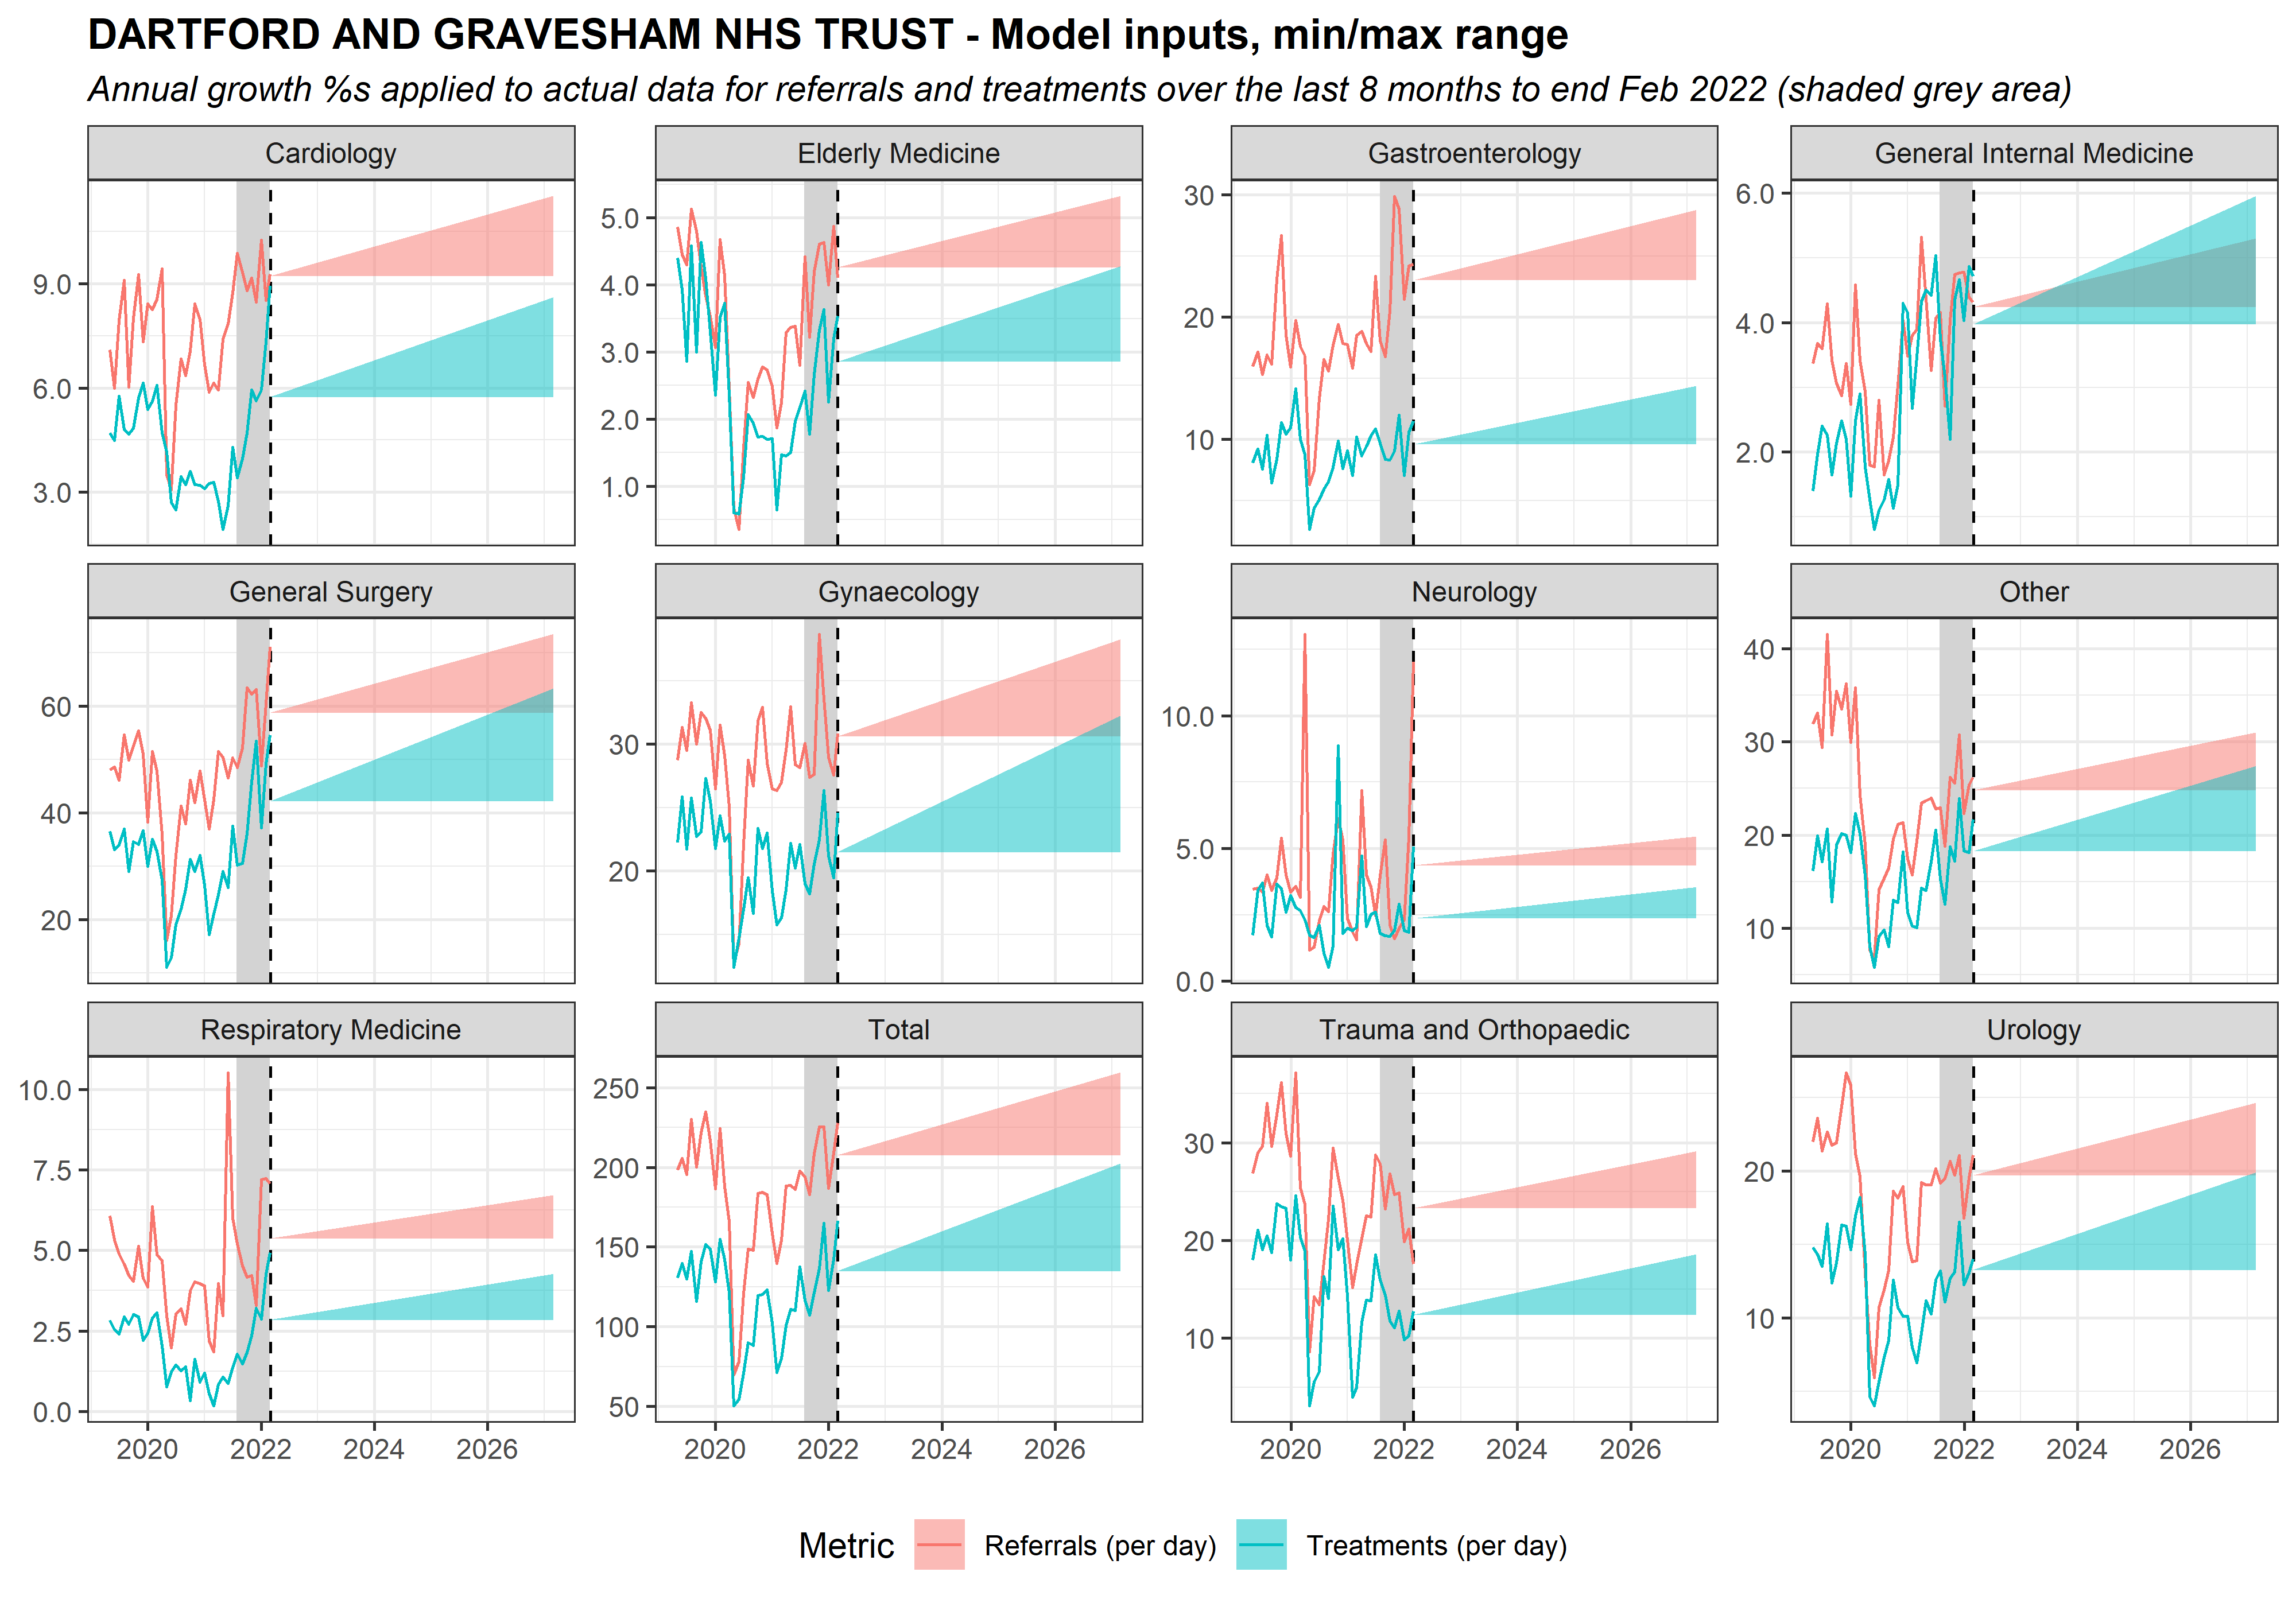 DARTFORD AND GRAVESHAM NHS TRUST - Model inputs, min/max range
Annual growth %s applied to actual data for referrals and treatments over the last 8 months to end Feb 2022 (shaded grey area)
Cardiology
9.0
6.0
3.0
Elderly Medicine
5.0
4.0
3.0
2.0
1.0
Gastroenterology
30
20
10
General Internal Medicine
6.0
4.0
2.0
General Surgery
60
40
20
Gynaecology
30
20
Neurology
10.0
5.0
0.0
Other
40
30
20
10
Respiratory Medicine
10.0
7.5
5.0
2.5
0.0
2020 2022 2024 2026
Total
250
200
150
100
50
2020 2022 2024 2026
Trauma and Orthopaedic
30
20
10
2020 2022 2024 2026
Urology
20
10
2020 2022 2024 2026
Metric Referrals (per day) Treatments (per day)